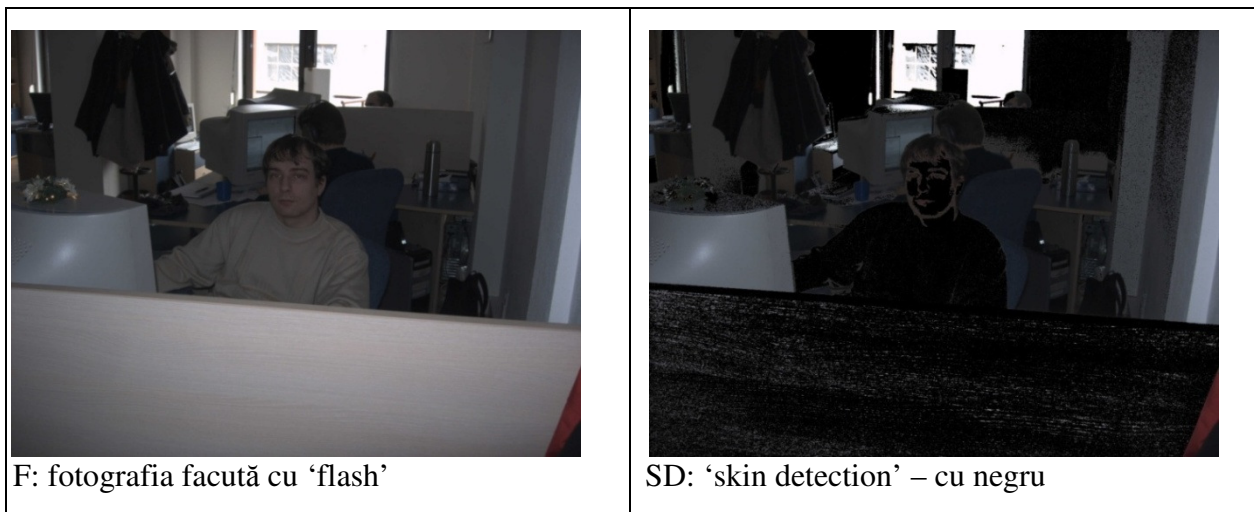 F: fotografia facută cu ‘flash’
SD: ‘skin detection’ – cu negru